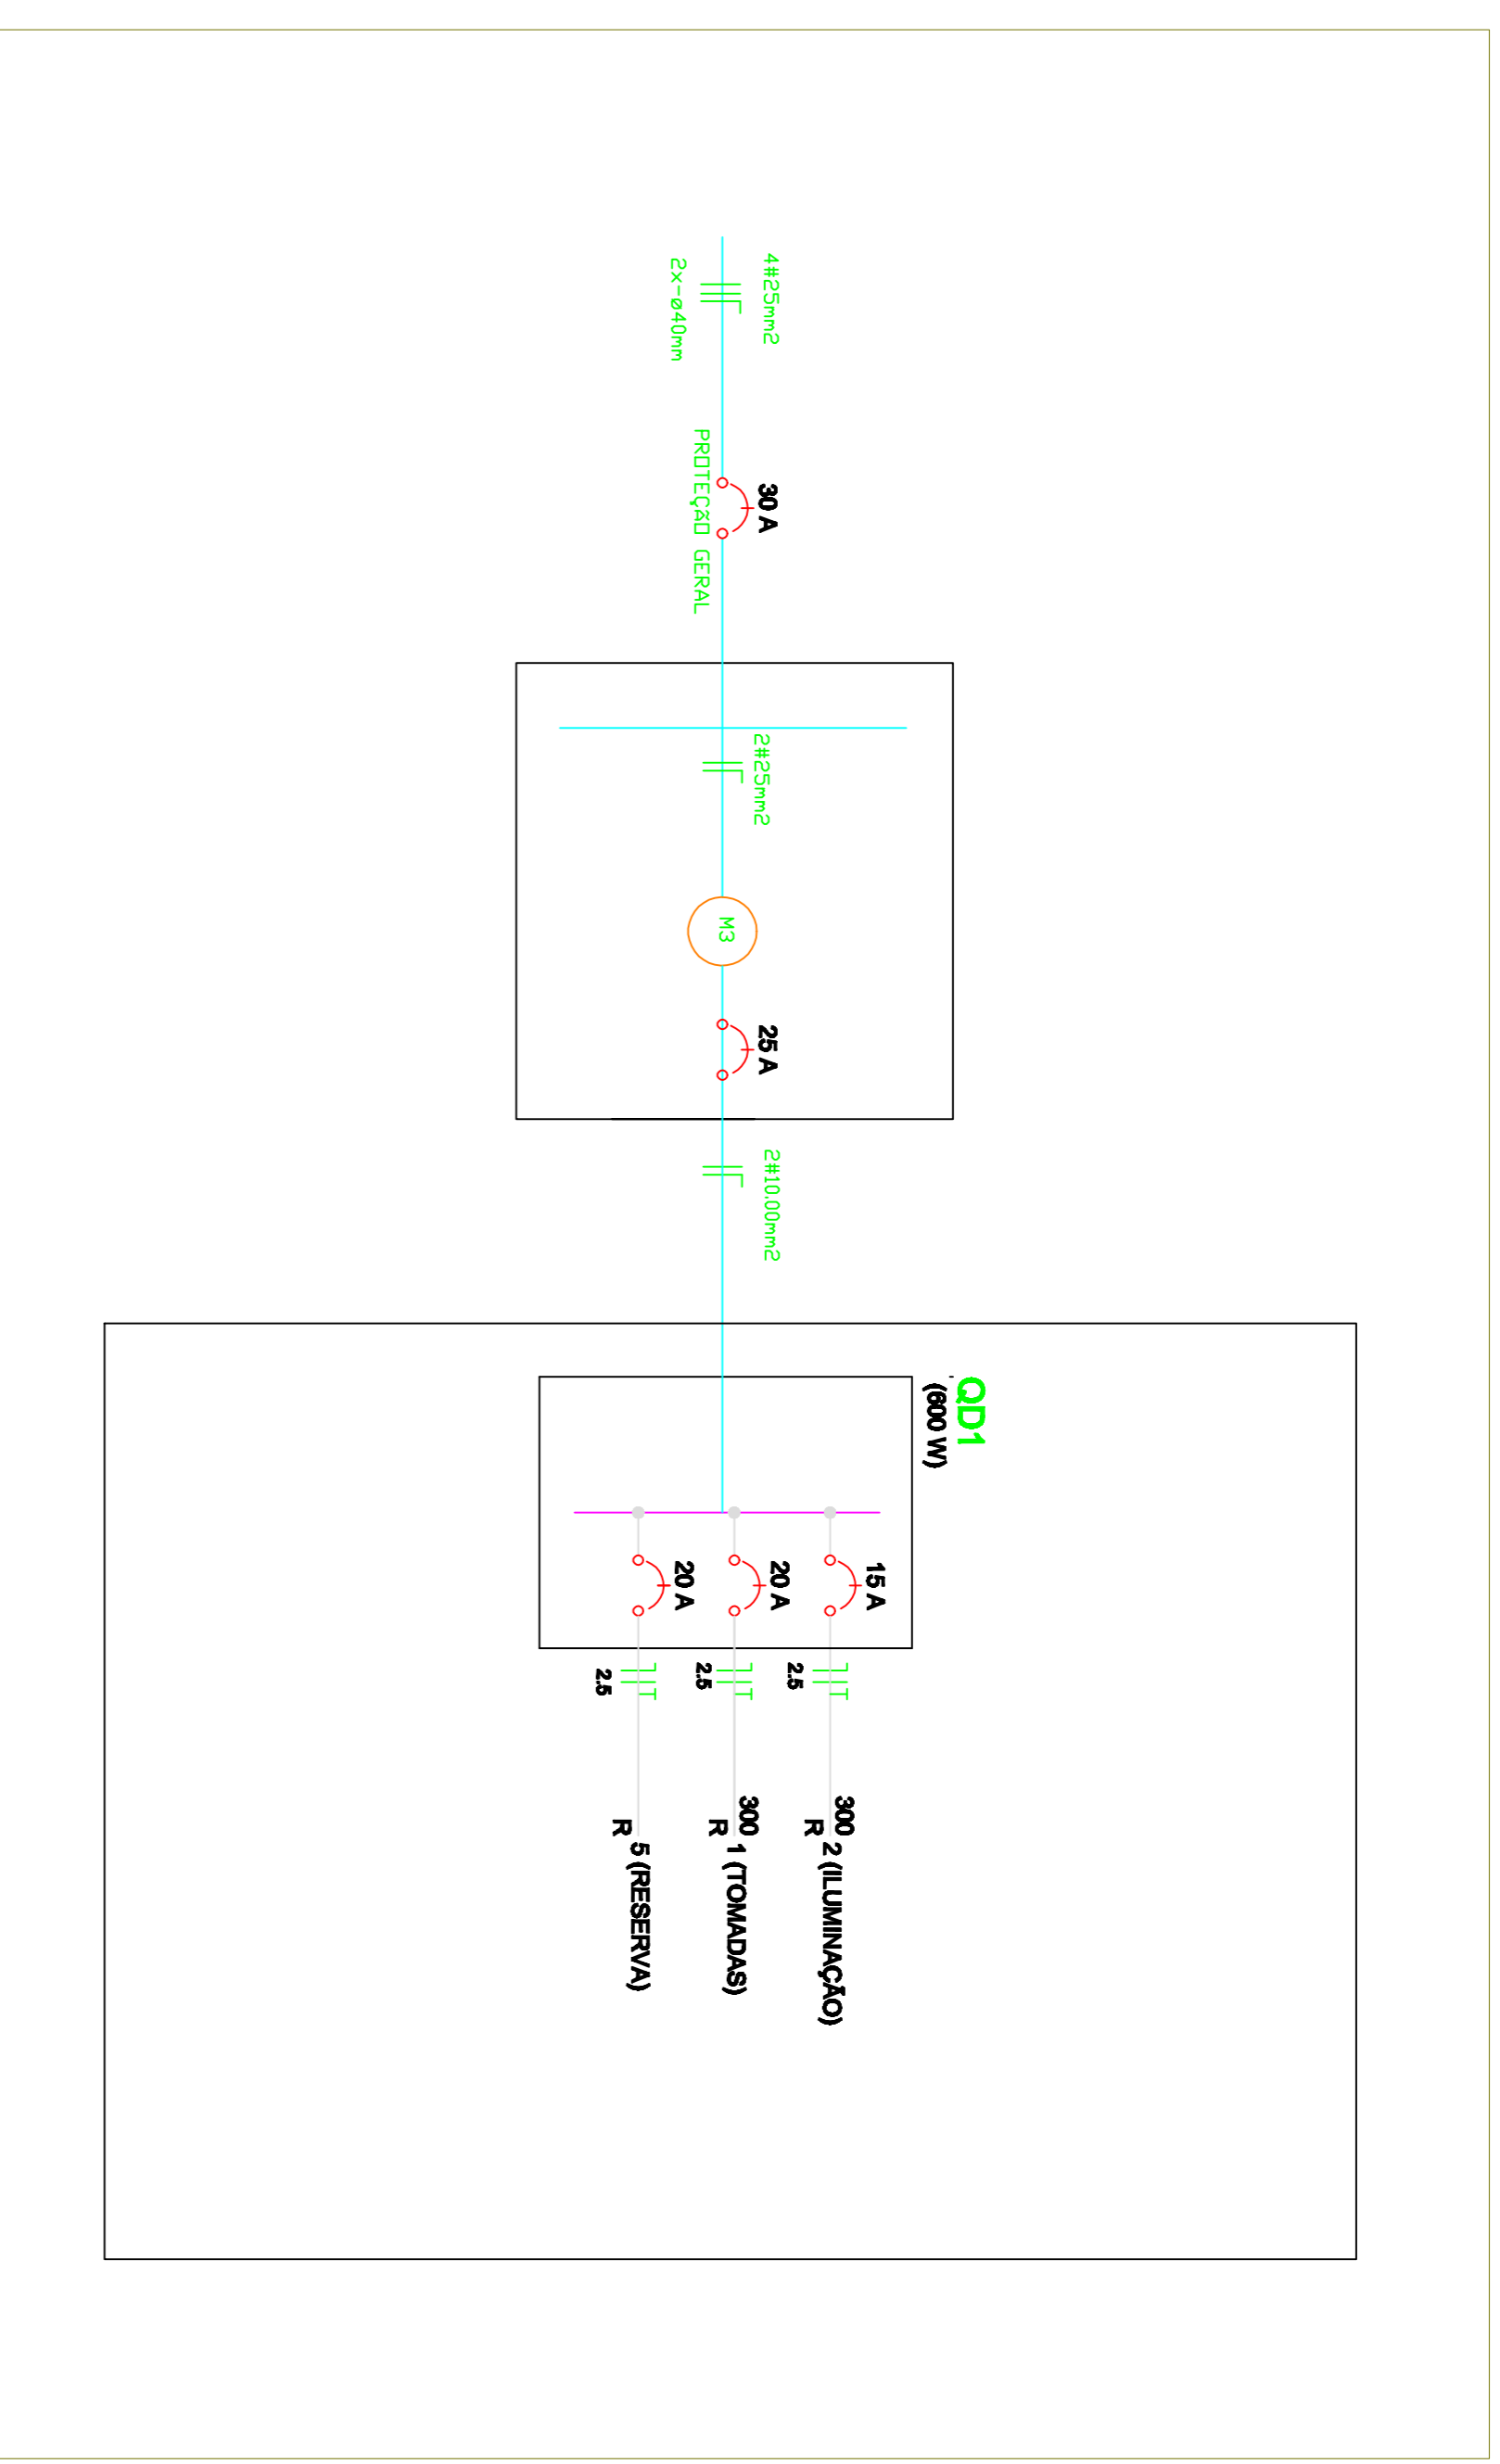 4#25mm2
2x-ø40mm
30 A
PROTEÇÃO GERAL
2#25mm2
M3
25 A
2#10.00mm2
QD1
(600 W)
15 A
2.5
300
R
2 (ILUMINAÇÃO)
20 A
2.5
300
R
1 (TOMADAS)
20 A
2.5
R
5 (RESERVA)